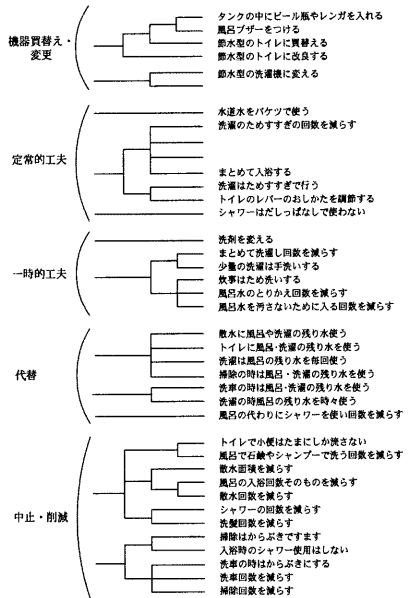 機器買替え・
変更
タンクの中にビール瓶やレンガを入れる
風呂ブザーをつける
節水型のトイレに買替える
節水型のトイレに改良する
節水型の洗濯機に変える
定常的工夫
水道水をバケツで使う
洗濯のためすすぎの回数を減らす
まとめて入浴する
洗濯はためすすぎで行う
トイレのレバーのおしかたを調節する
シャワーはだしっぱなしで使わない
一時的工夫
洗剤を変える
まとめて洗濯し回数を減らす
少量の洗濯は手洗いする
炊事はため洗いする
風呂水のとりかえ回数を減らす
風呂水を汚さないために入る回数を減らす
代替
散水に風呂や洗濯の残り水使う
トイレに風呂・洗濯の残り水を使う
洗濯は風呂の残り水を毎回使う
掃除の時は風呂・洗濯の残り水を使う
洗車の時は風呂・洗濯の残り水を使う
洗濯の時風呂の残り水を時々使う
風呂の代わりにシャワーを使い回数を減らす
中止・削減
トイレで小便はたまにしか流さない
風呂で石鹸やシャンプーで洗う回数を減らす
散水面積を減らす
風呂の入浴回数そのものを減らす
散水回数を減らす
シャワーの回数を減らす
洗髪回数を減らす
掃除はからぶきですます
入浴時のシャワー使用はしない
洗車の時はからぶきにする
洗車回数を減らす
掃除回数を減らす